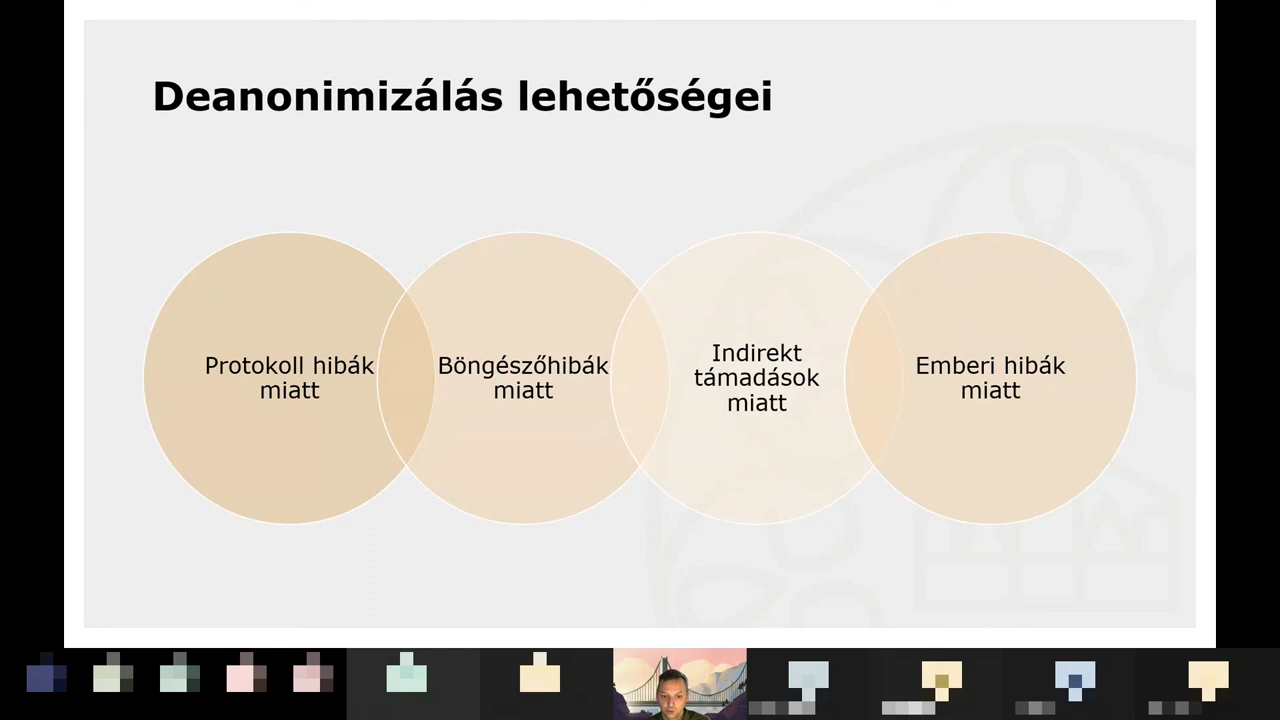 Deanonimizálás lehetőségei
Protokoll hibák
miatt
Böngészőhibák
miatt
Indirekt
támadások
miatt
Emberi hibák
miatt